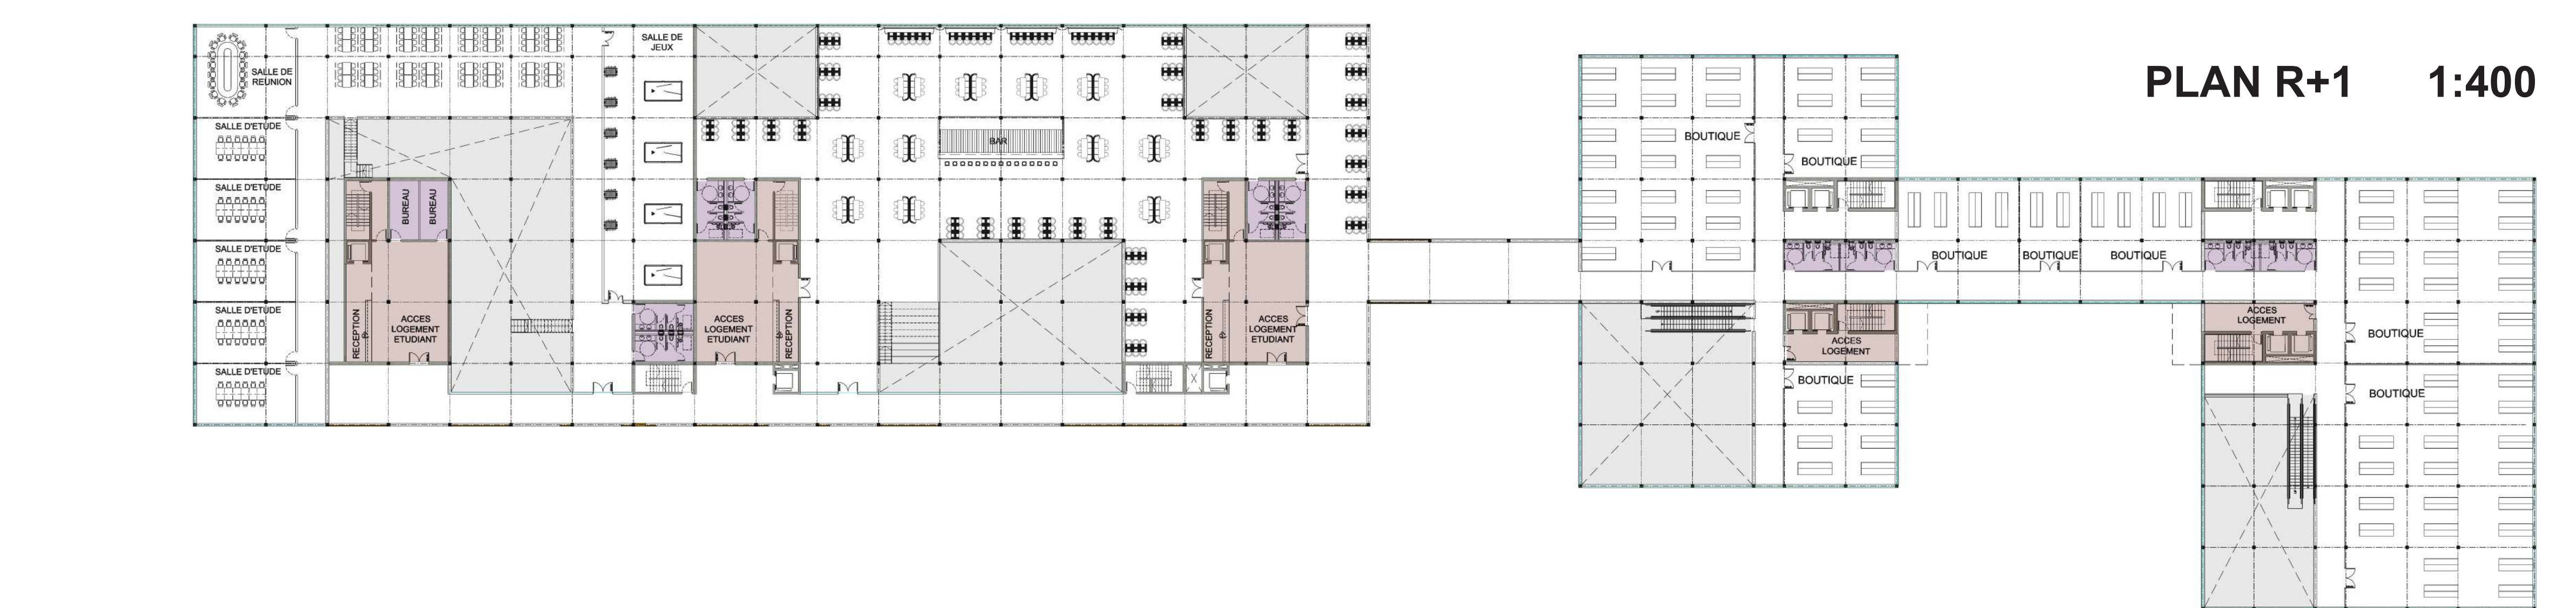 PLAN R+1 1:400
SALLE DE
REUNION
SALLE DE
JEUX
SALLE D'ETUDE
SALLE D'ETUDE
SALLE D'ETUDE
SALLE D'ETUDE
SALLE D'ETUDE
BUREAU
BUREAU
RECEPTION
ACCES
LOGEMENT
ETUDIANT
ACCES
LOGEMENT
ETUDIANT
RECEPTION
BAR
RECEPTION
ACCES
LOGEMENT
ETUDIANT
X
BOUTIQUE
BOUTIQUE
BOUTIQUE
BOUTIQUE
BOUTIQUE
ACCES
LOGEMENT
BOUTIQUE
ACCES
LOGEMENT
BOUTIQUE
BOUTIQUE